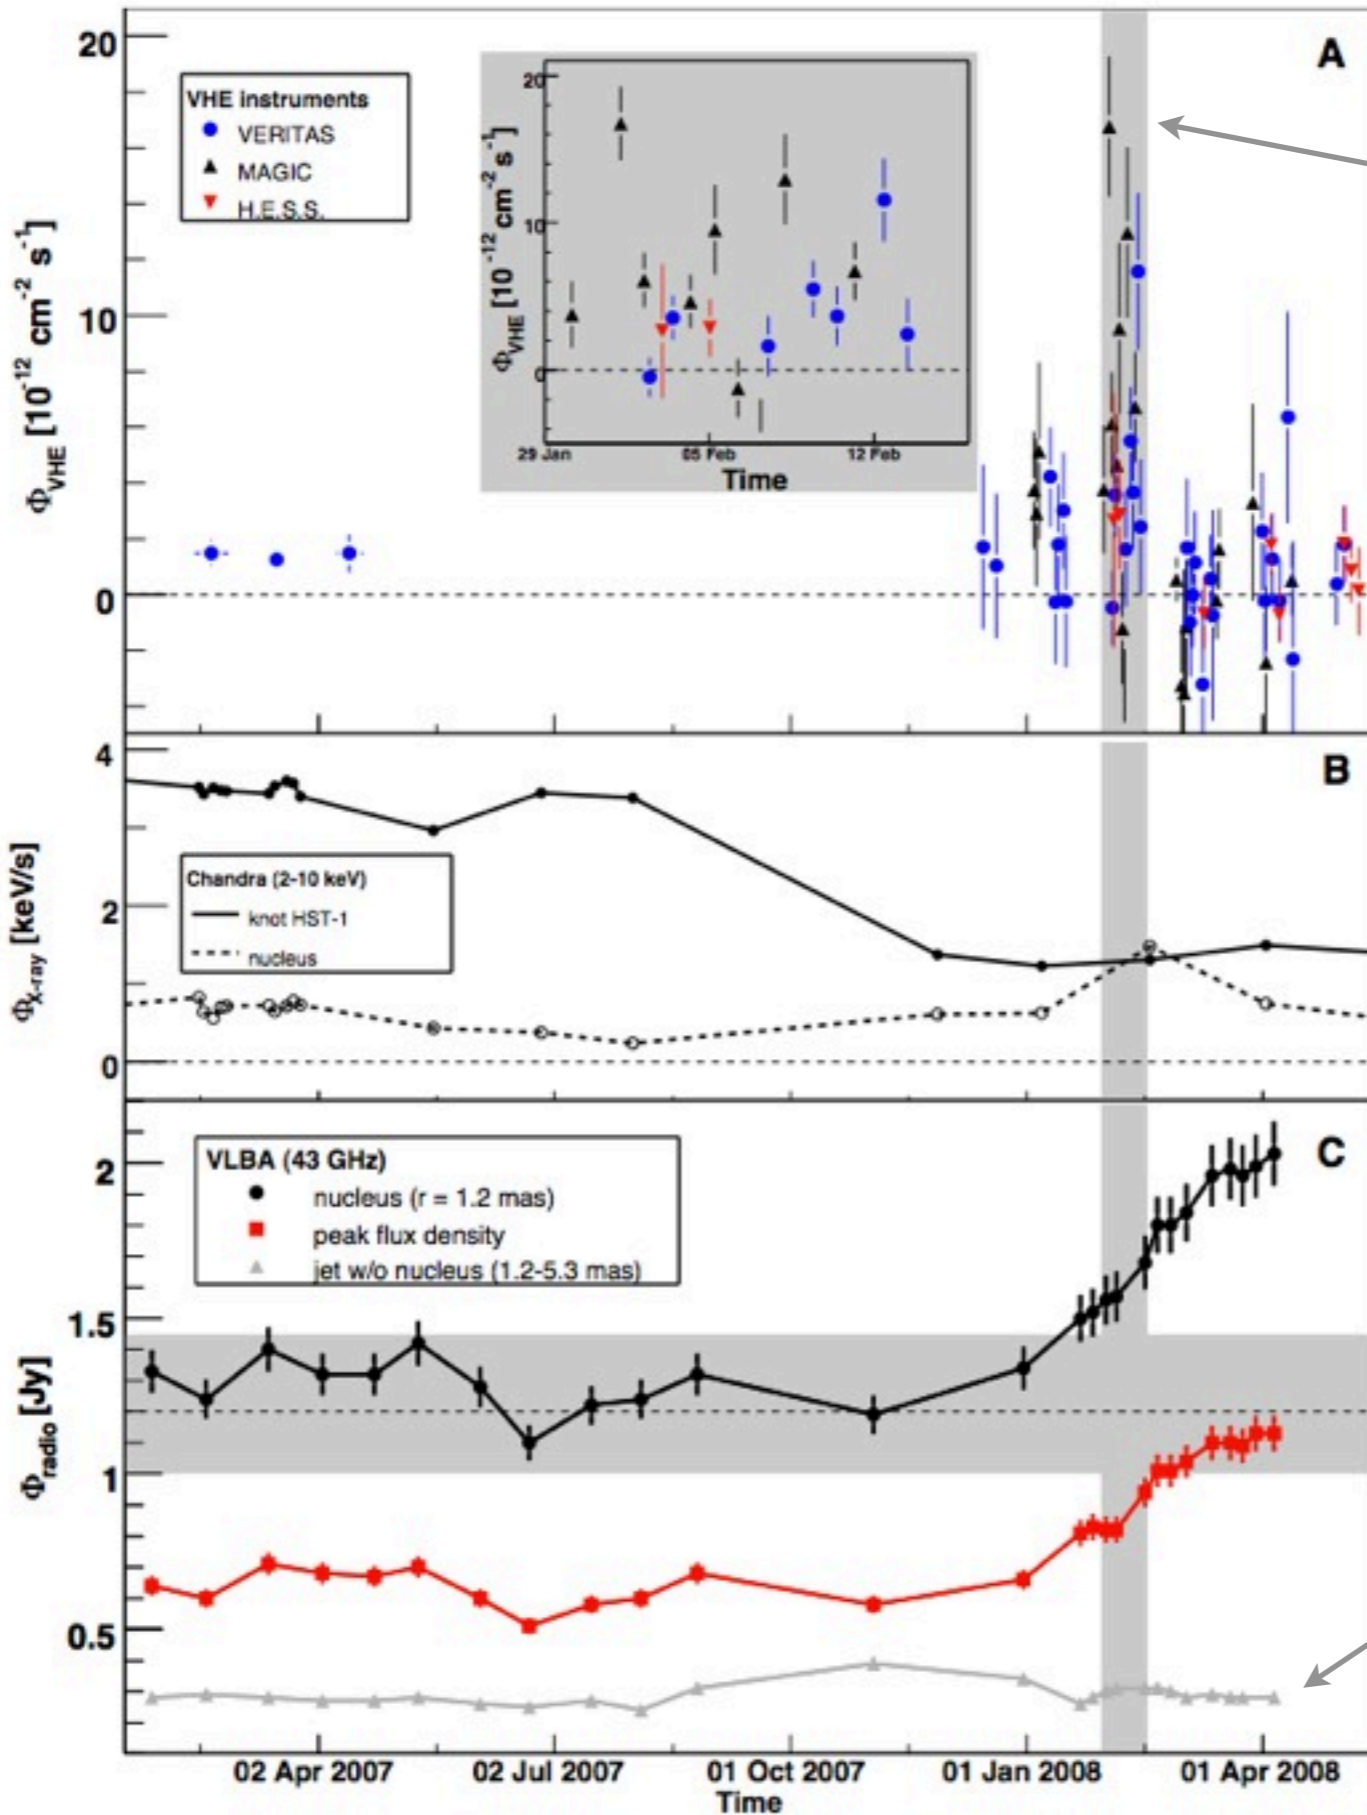 A
20
10
0
Φ_VHE [10^-12 cm^-2 s^-1]
VHE instruments
VERITAS
MAGIC
H.E.S.S.
20
10
0
Φ_VHE [10^-12 cm^-2 s^-1]
29 Jan 05 Feb 12 Feb
Time
B
4
2
0
Φ_X-ray [keV/s]
Chandra (2-10 keV)
knot HST-1
nucleus
C
2
1.5
1
0.5
Φ_radio [Jy]
VLBA (43 GHz)
nucleus (r = 1.2 mas)
peak flux density
jet w/o nucleus (1.2-5.3 mas)
02 Apr 2007 02 Jul 2007 01 Oct 2007 01 Jan 2008 01 Apr 2008
Time